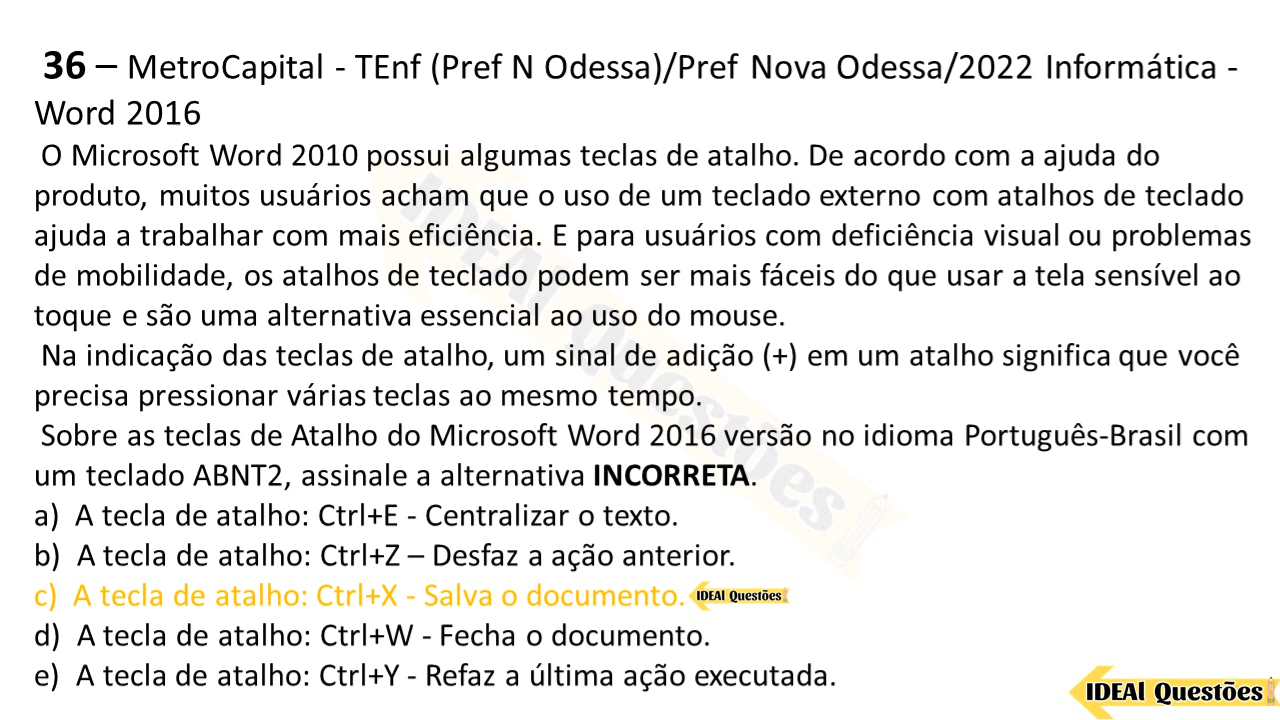 36 – MetroCapital - TEnf (Pref N Odessa)/Pref Nova Odessa/2022 Informática -
Word 2016
O Microsoft Word 2010 possui algumas teclas de atalho. De acordo com a ajuda do
produto, muitos usuários acham que o uso de um teclado externo com atalhos de teclado
ajuda a trabalhar com mais eficiência. E para usuários com deficiência visual ou problemas
de mobilidade, os atalhos de teclado podem ser mais fáceis do que usar a tela sensível ao
toque e são uma alternativa essencial ao uso do mouse.
Na indicação das teclas de atalho, um sinal de adição (+) em um atalho significa que você
precisa pressionar várias teclas ao mesmo tempo.
Sobre as teclas de Atalho do Microsoft Word 2016 versão no idioma Português-Brasil com
um teclado ABNT2, assinale a alternativa INCORRETA.
a) A tecla de atalho: Ctrl+E - Centralizar o texto.
b) A tecla de atalho: Ctrl+Z – Desfaz a ação anterior.
c) A tecla de atalho: Ctrl+X - Salva o documento. IDEAl Questões
d) A tecla de atalho: Ctrl+W - Fecha o documento.
e) A tecla de atalho: Ctrl+Y - Refaz a última ação executada.
IDEAl Questões
IDEAl Questões